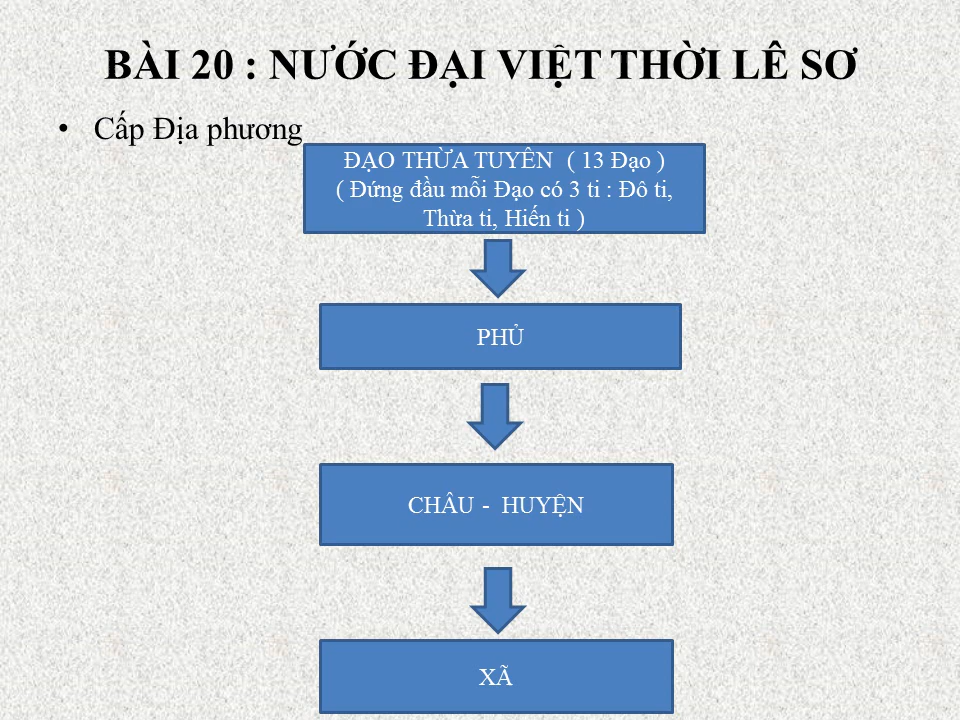 BÀI 20 : NƯỚC ĐẠI VIỆT THỜI LÊ SƠ
• Cấp Địa phương
ĐẠO THỪA TUYÊN ( 13 Đạo )
( Đứng đầu mỗi Đạo có 3 ti : Đô ti,
Thừa ti, Hiến ti )
PHỦ
CHÂU - HUYỆN
XÃ